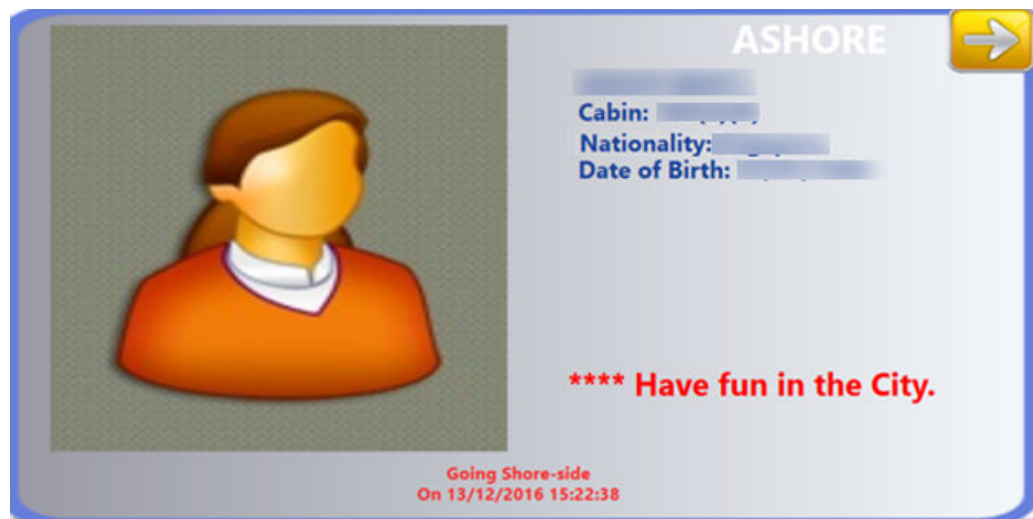 ASHORE
Cabin:
Nationality:
Date of Birth:
**** Have fun in the City.
Going Shore-side
On 13/12/2016 15:22:38